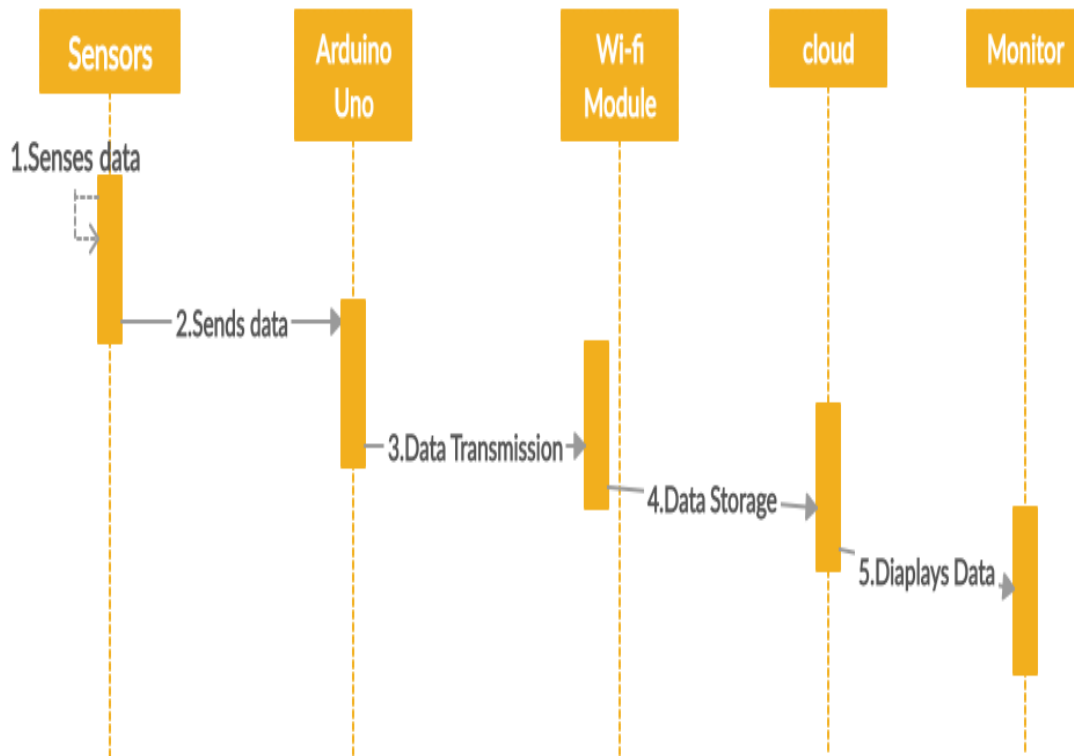 Sensors
Arduino
Uno
Wi-fi
Module
cloud
Monitor
1.Senses data
2.Sends data
3.Data Transmission
4.Data Storage
5.Diaplays Data